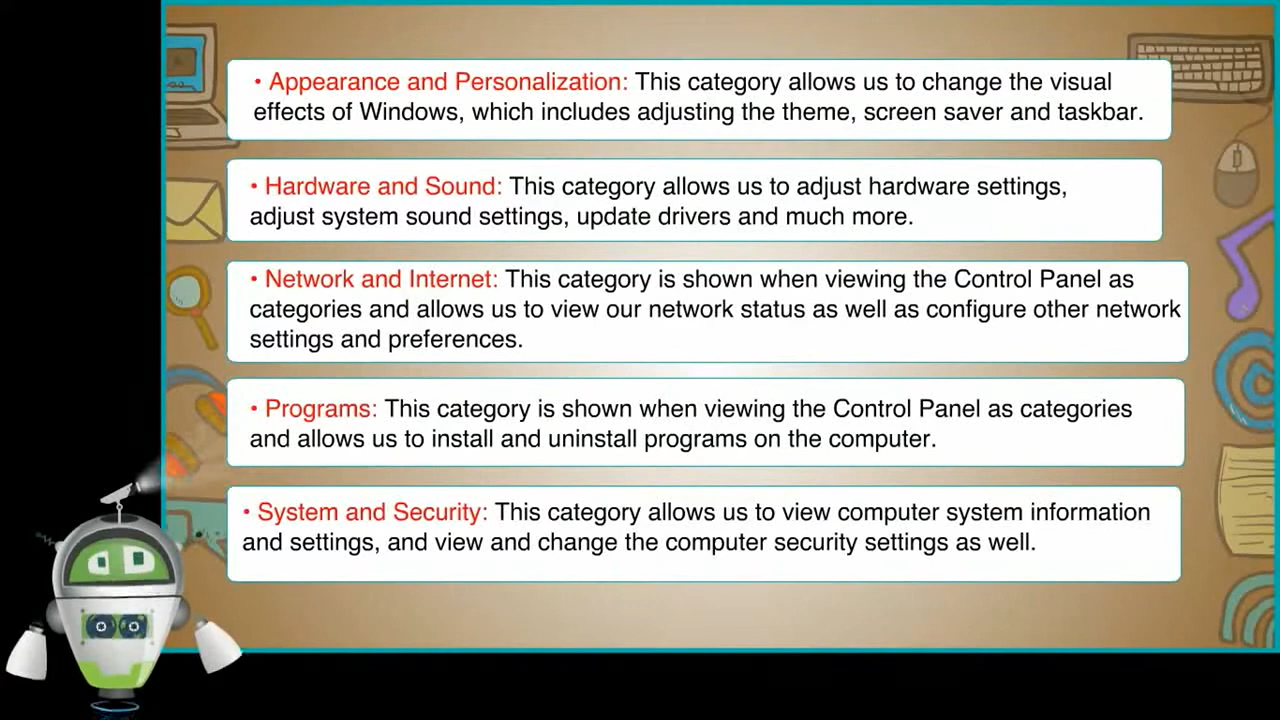 • Appearance and Personalization: This category allows us to change the visual
effects of Windows, which includes adjusting the theme, screen saver and taskbar.
• Hardware and Sound: This category allows us to adjust hardware settings,
adjust system sound settings, update drivers and much more.
• Network and Internet: This category is shown when viewing the Control Panel as
categories and allows us to view our network status as well as configure other network
settings and preferences.
• Programs: This category is shown when viewing the Control Panel as categories
and allows us to install and uninstall programs on the computer.
• System and Security: This category allows us to view computer system information
and settings, and view and change the computer security settings as well.